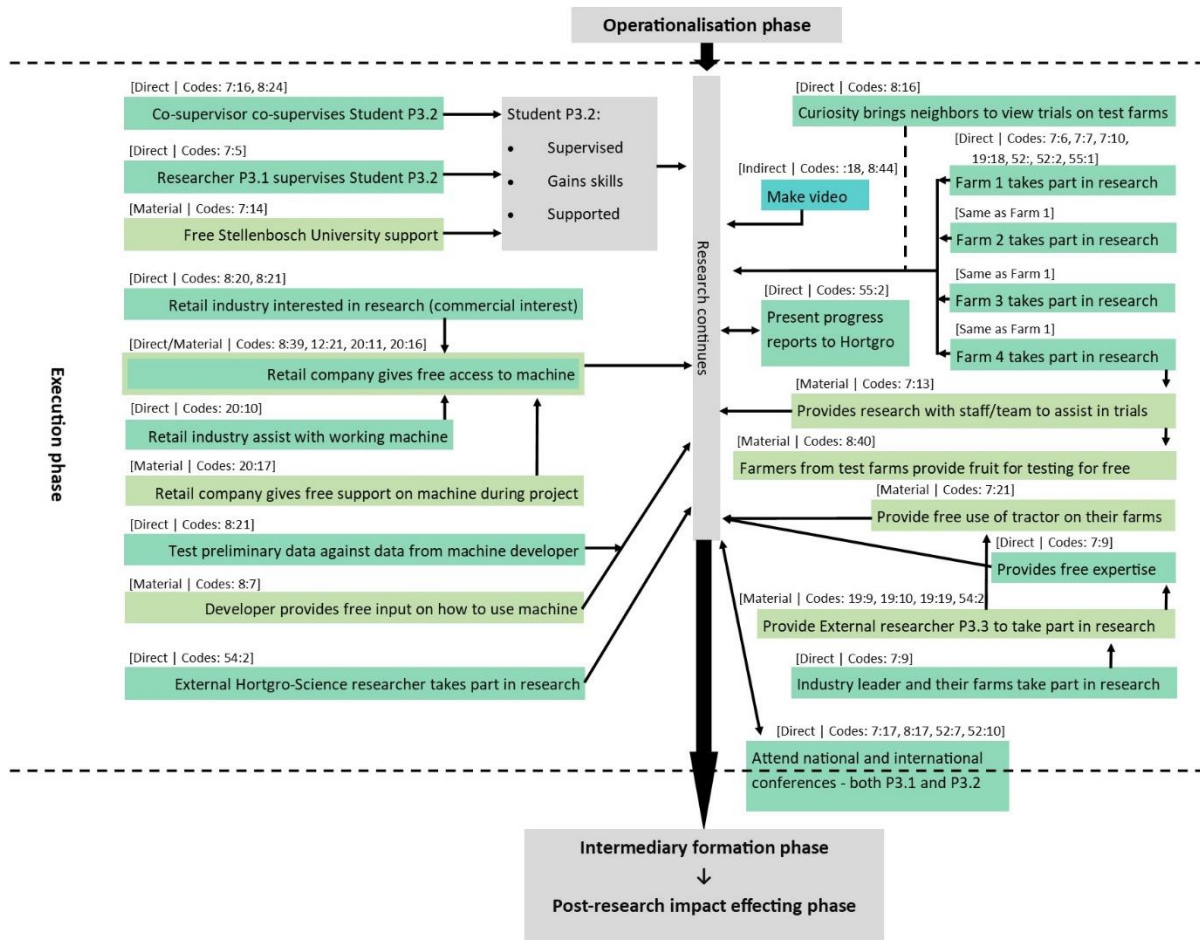 Operationalisation phase
Execution phase
[Direct | Codes: 7:16, 8:24]
Co-supervisor co-supervises Student P3.2
[Direct | Codes: 7:5]
Researcher P3.1 supervises Student P3.2
[Material | Codes: 7:14]
Free Stellenbosch University support
Student P3.2:
• Supervised
• Gains skills
• Supported
[Direct | Codes: 8:20, 8:21]
Retail industry interested in research (commercial interest)
[Direct/Material | Codes: 8:39, 12:21, 20:11, 20:16]
Retail company gives free access to machine
[Direct | Codes: 20:10]
Retail industry assist with working machine
[Material | Codes: 20:17]
Retail company gives free support on machine during project
[Direct | Codes: 8:21]
Test preliminary data against data from machine developer
[Material | Codes: 8:7]
Developer provides free input on how to use machine
[Direct | Codes: 54:2]
External Hortgro-Science researcher takes part in research
Research continues
[Direct | Codes: 8:16]
Curiosity brings neighbors to view trials on test farms
[Direct | Codes: 7:6, 7:7, 7:10,
19:18, 52:, 52:2, 55:1]
Farm 1 takes part in research
[Indirect | Codes: :18, 8:44]
Make video
[Same as Farm 1]
Farm 2 takes part in research
[Same as Farm 1]
Farm 3 takes part in research
[Direct | Codes: 55:2]
Present progress
reports to Hortgro
[Same as Farm 1]
Farm 4 takes part in research
[Material | Codes: 7:13]
Provides research with staff/team to assist in trials
[Material | Codes: 8:40]
Farmers from test farms provide fruit for testing for free
[Material | Codes: 7:21]
Provide free use of tractor on their farms
[Direct | Codes: 7:9]
Provides free expertise
[Material | Codes: 19:9, 19:10, 19:19, 54:2
Provide External researcher P3.3 to take part in research
[Direct | Codes: 7:9]
Industry leader and their farms take part in research
[Direct | Codes: 7:17, 8:17, 52:7, 52:10]
Attend national and international
conferences - both P3.1 and P3.2
Intermediary formation phase
↓
Post-research impact effecting phase